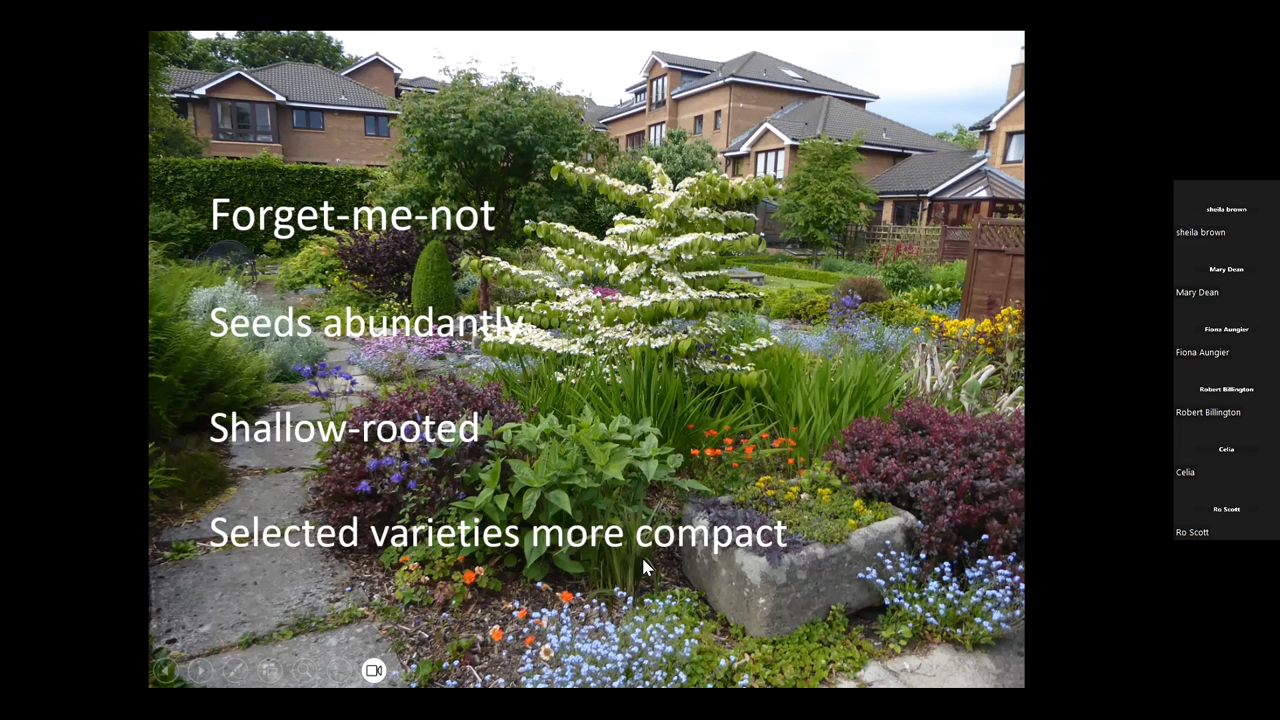 Forget-me-not
Seeds abundantly
Shallow-rooted
Selected varieties more compact
sheila brown
sheila brown
Mary Dean
Mary Dean
Fiona Aungier
Fiona Aungier
Robert Billington
Robert Billington
Celia
Celia
Ro Scott
Ro Scott